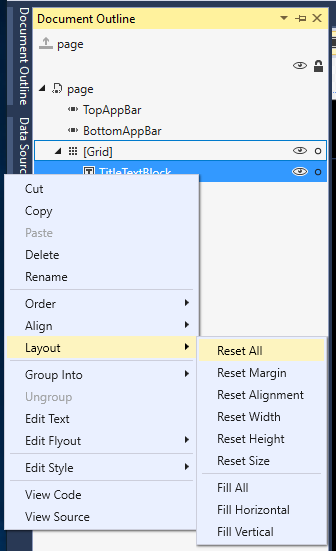 Document Outline
Document Outline
Data Sourc
page
page
TopAppBar
BottomAppBar
[Grid]
TitleTextBlock
Cut
Copy
Paste
Delete
Rename
Order
Align
Layout
Group Into
Ungroup
Edit Text
Edit Flyout
Edit Style
View Code
View Source
Reset All
Reset Margin
Reset Alignment
Reset Width
Reset Height
Reset Size
Fill All
Fill Horizontal
Fill Vertical